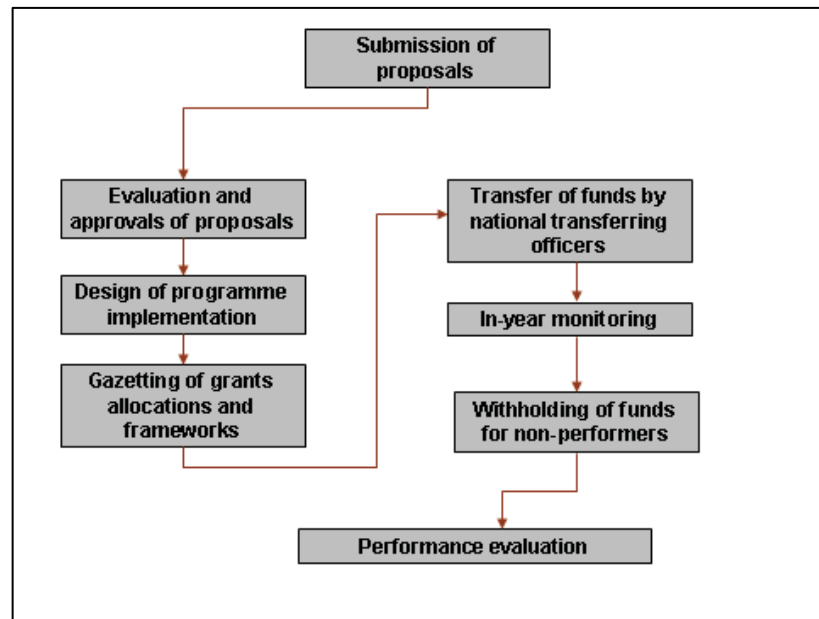 Submission of
proposals
Evaluation and
approvals of proposals
Design of programme
implementation
Gazetting of grants
allocations and
frameworks
Transfer of funds by
national transferring
officers
In-year monitoring
Withholding of funds
for non-performers
Performance evaluation